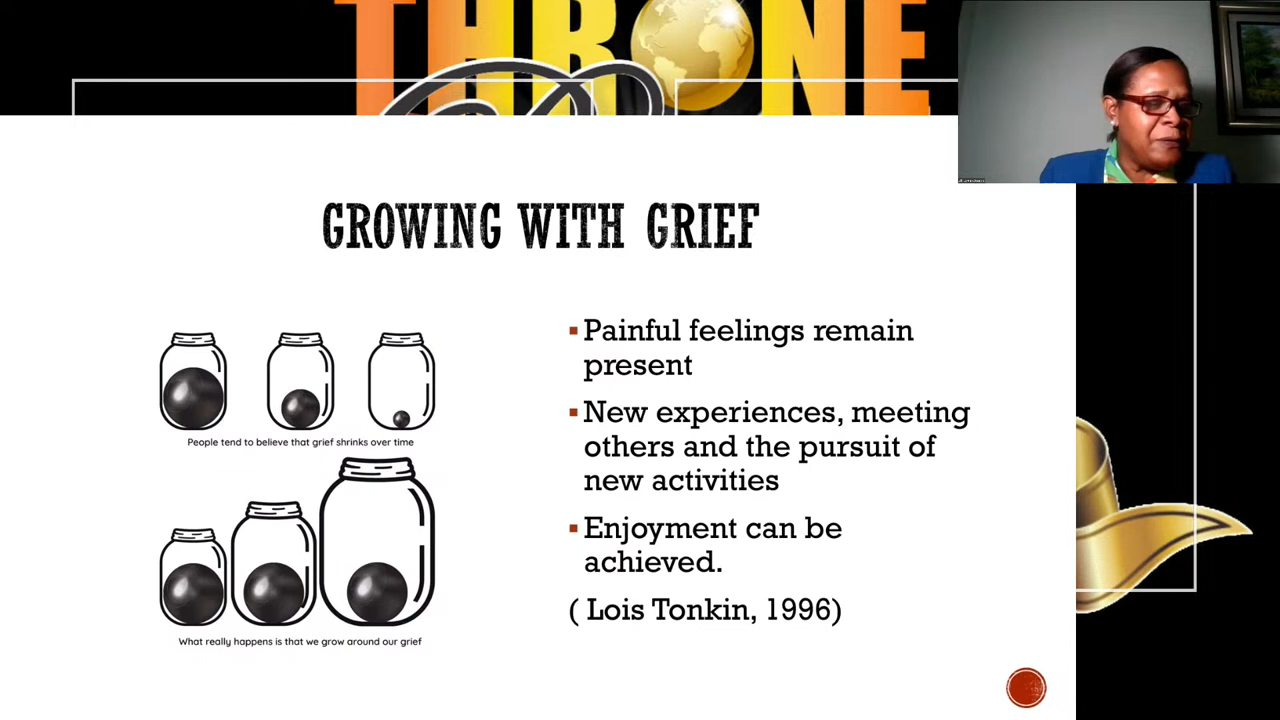 THRONE
GROWING WITH GRIEF
People tend to believe that grief shrinks over time
What really happens is that we grow around our grief
▪Painful feelings remain
present
▪New experiences, meeting
others and the pursuit of
new activities
▪Enjoyment can be
achieved.
( Lois Tonkin, 1996)